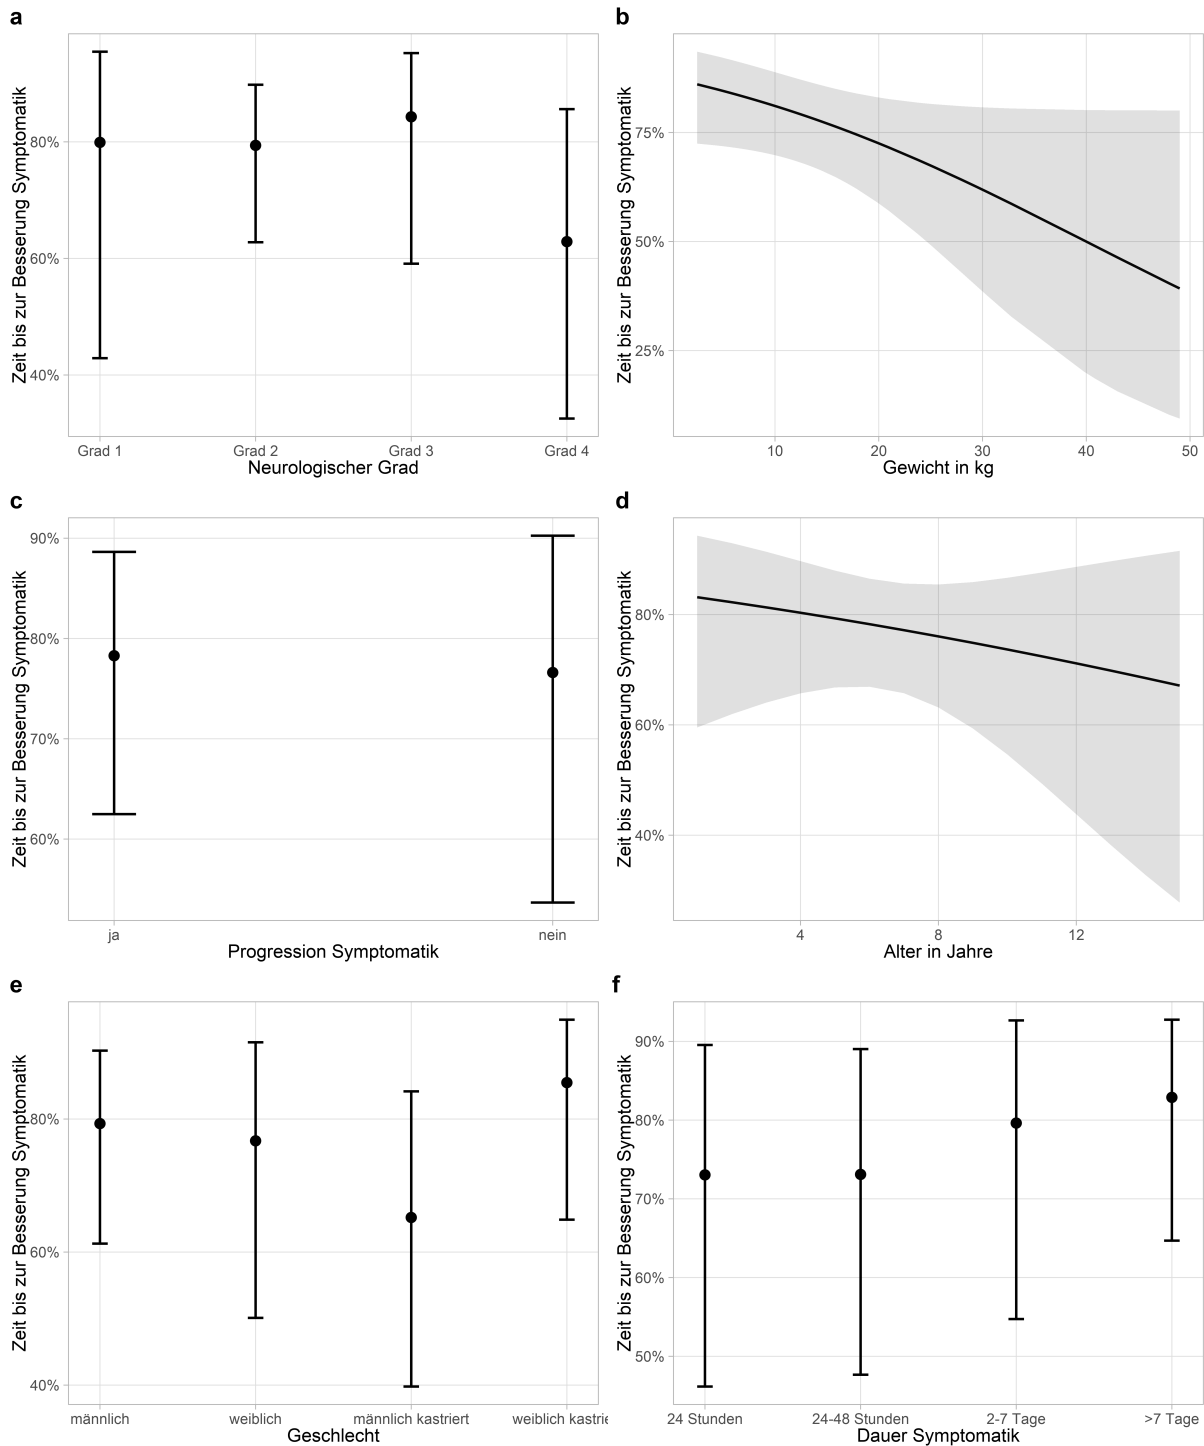 a
Zeit bis zur Besserung Symptomatik
80%
60%
40%
Grad 1
Grad 2
Grad 3
Grad 4
Neurologischer Grad
b
Zeit bis zur Besserung Symptomatik
75%
50%
25%
10
20
30
40
50
Gewicht in kg
c
Zeit bis zur Besserung Symptomatik
90%
80%
70%
60%
ja
nein
Progression Symptomatik
d
Zeit bis zur Besserung Symptomatik
80%
60%
40%
4
8
12
Alter in Jahre
e
Zeit bis zur Besserung Symptomatik
80%
60%
40%
männlich
weiblich
männlich kastriert
weiblich kastrie
Geschlecht
f
Zeit bis zur Besserung Symptomatik
90%
80%
70%
60%
50%
24 Stunden
24-48 Stunden
2-7 Tage
>7 Tage
Dauer Symptomatik